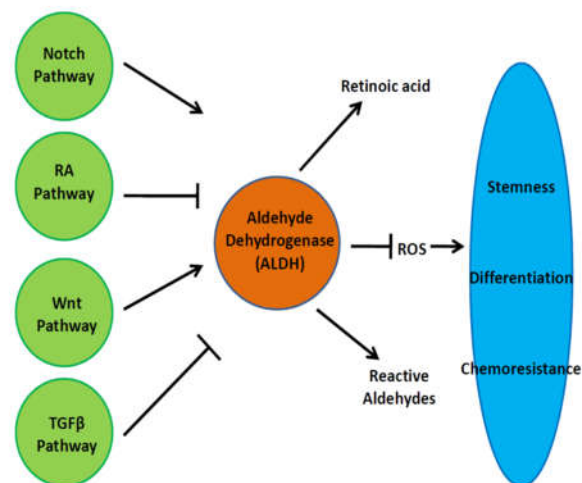 Notch
Pathway
RA
Pathway
Wnt
Pathway
TGFβ
Pathway
Aldehyde
Dehydrogenase
(ALDH)
Retinoic acid
ROS
Reactive
Aldehydes
Stemness
Differentiation
Chemoresistance